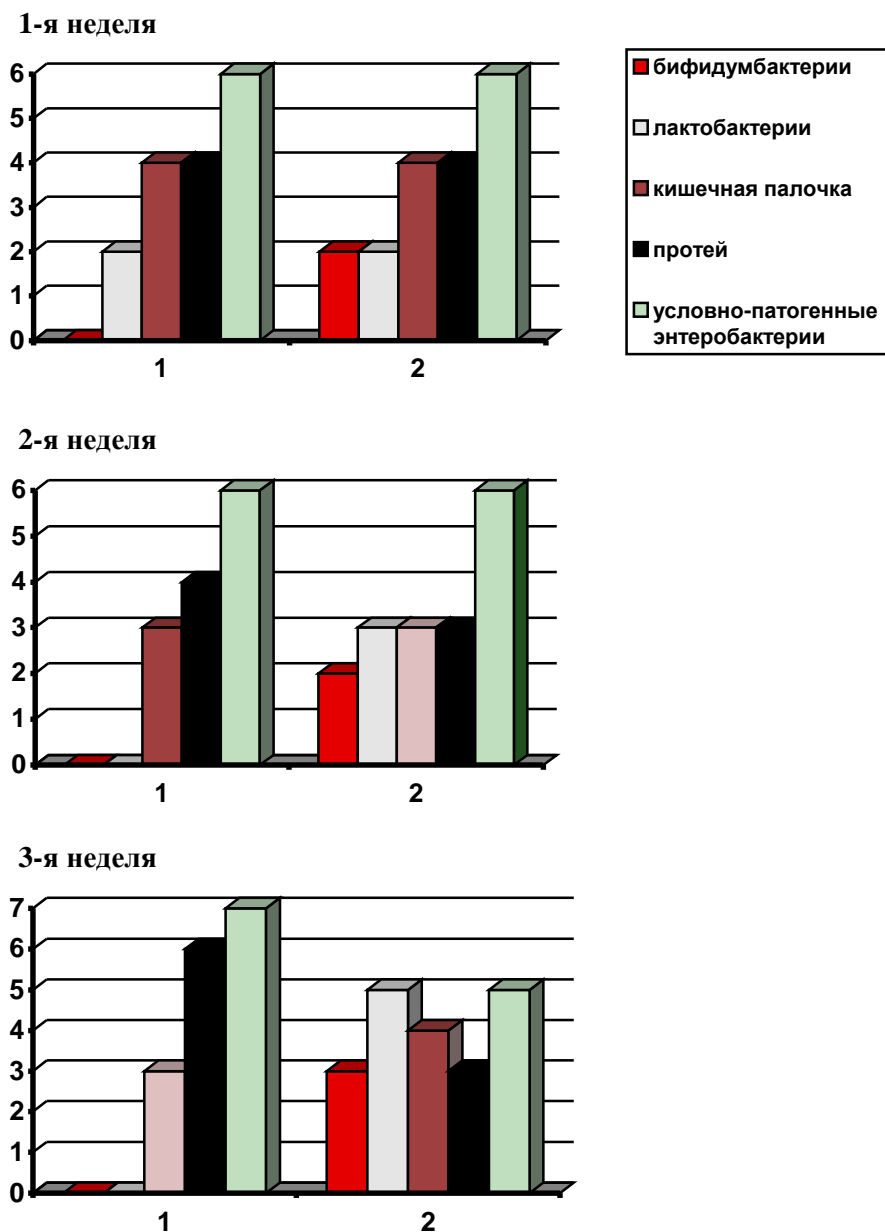 1-я неделя
6
5
4
3
2
1
0
1 2
бифидумбактерии
лактобактерии
кишечная палочка
протей
условно-патогенные
энтеробактерии
2-я неделя
6
5
4
3
2
1
0
1 2
3-я неделя
7
6
5
4
3
2
1
0
1 2